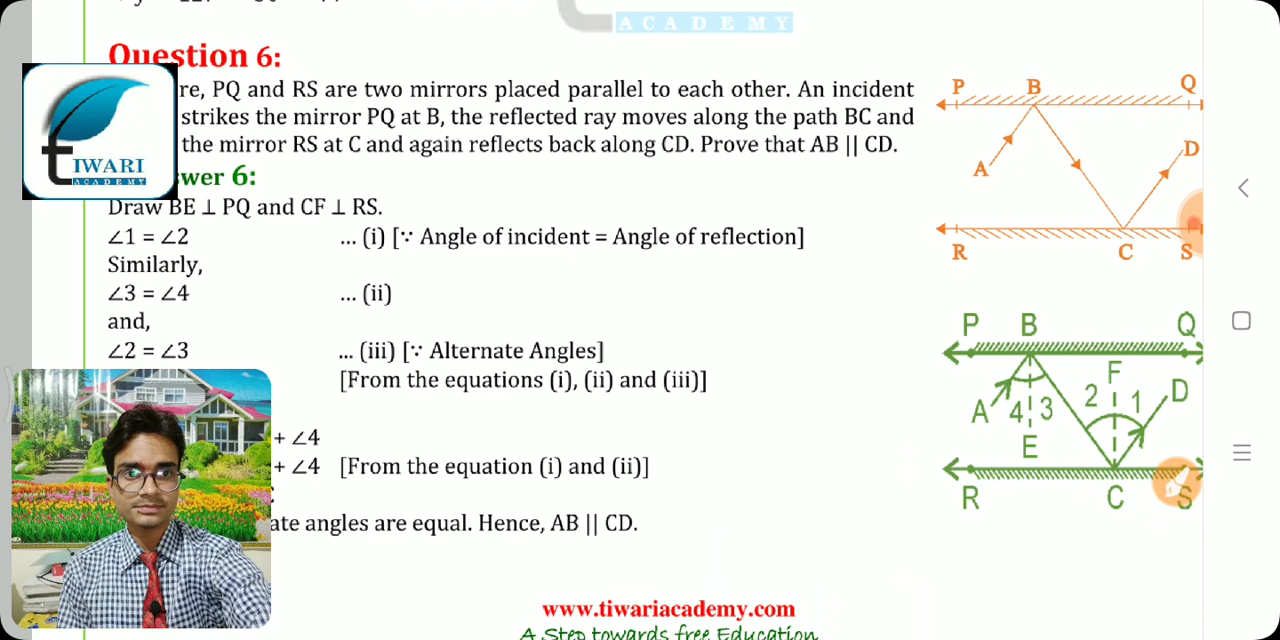 ACADEMY
Question 6:
re, PQ and RS are two mirrors placed parallel to each other. An incident
strikes the mirror PQ at B, the reflected ray moves along the path BC and
the mirror RS at C and again reflects back along CD. Prove that AB || CD.
TIWARI
ACADEMY
wer 6:
Draw BE ⊥ PQ and CF ⊥ RS.
∠1 = ∠2 ... (i) [∵ Angle of incident = Angle of reflection]
Similarly,
∠3 = ∠4 ... (ii)
and,
∠2 = ∠3 ... (iii) [∵ Alternate Angles]
[From the equations (i), (ii) and (iii)]
+ ∠4
+ ∠4 [From the equation (i) and (ii)]
ate angles are equal. Hence, AB || CD.
www.tiwariacademy.com
A Step towards free Education
P B Q
A D
R C S
P B Q
F
A 4 3 2 1 D
E
R C S